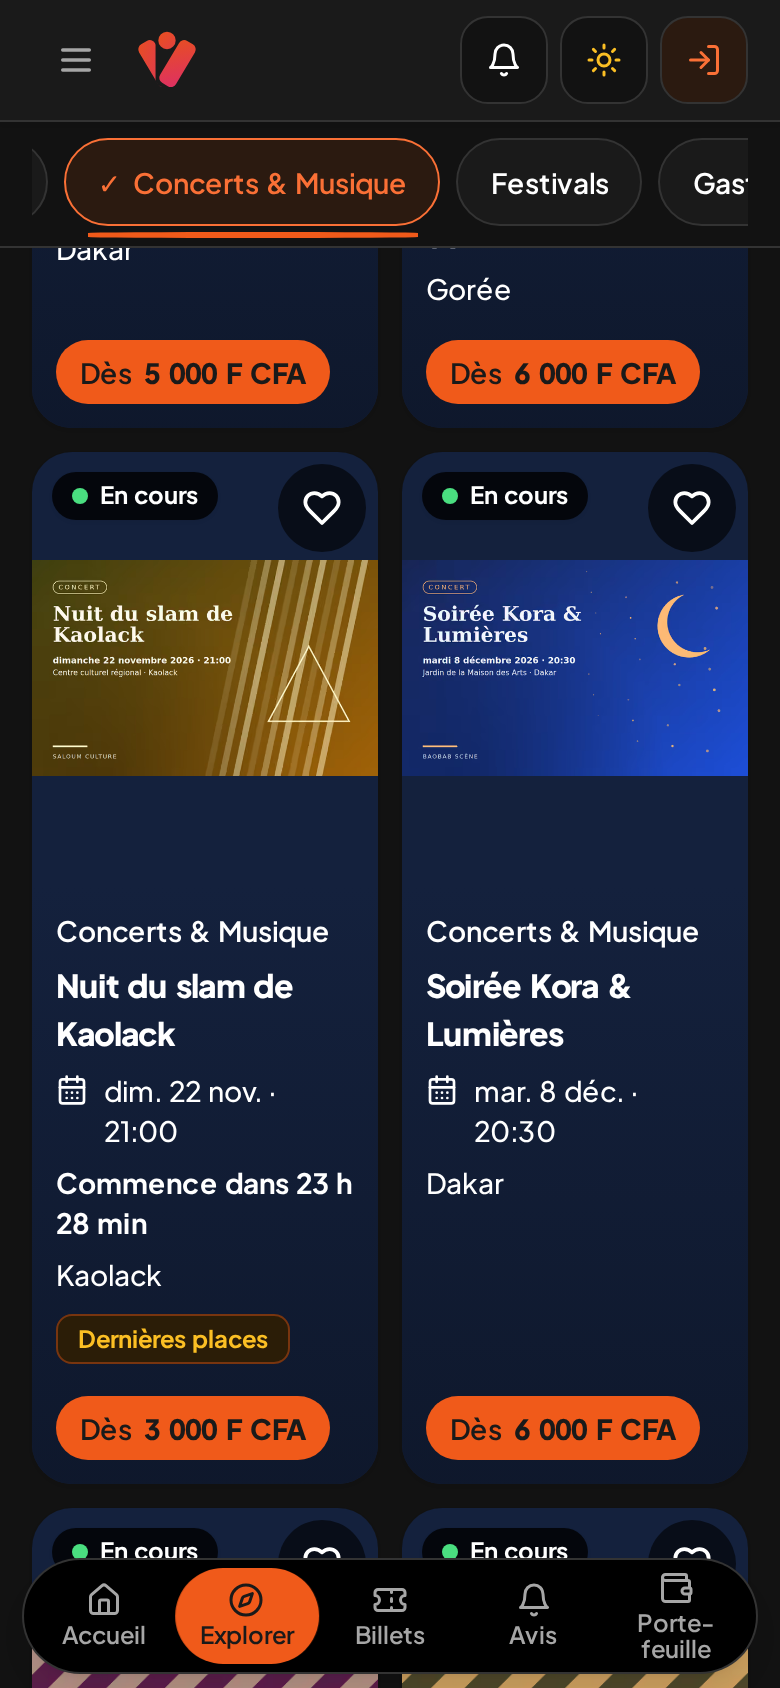 ✓ Concerts & Musique
Festivals
Gast
Dakar
Gorée
Dès 5 000 F CFA
Dès 6 000 F CFA
En cours
CONCERT
Nuit du slam de
Kaolack
dimanche 22 novembre 2026 · 21:00
Centre culturel régional · Kaolack
SALOUM CULTURE
Concerts & Musique
Nuit du slam de
Kaolack
dim. 22 nov. ·
21:00
Commence dans 23 h
28 min
Kaolack
Dernières places
Dès 3 000 F CFA
En cours
CONCERT
Soirée Kora &
Lumières
mardi 8 décembre 2026 · 20:30
Jardin de la Maison des Arts · Dakar
BAOBAB SCÈNE
Concerts & Musique
Soirée Kora &
Lumières
mar. 8 déc. ·
20:30
Dakar
Dès 6 000 F CFA
En cours
En cours
Accueil
Explorer
Billets
Avis
Porte-
feuille